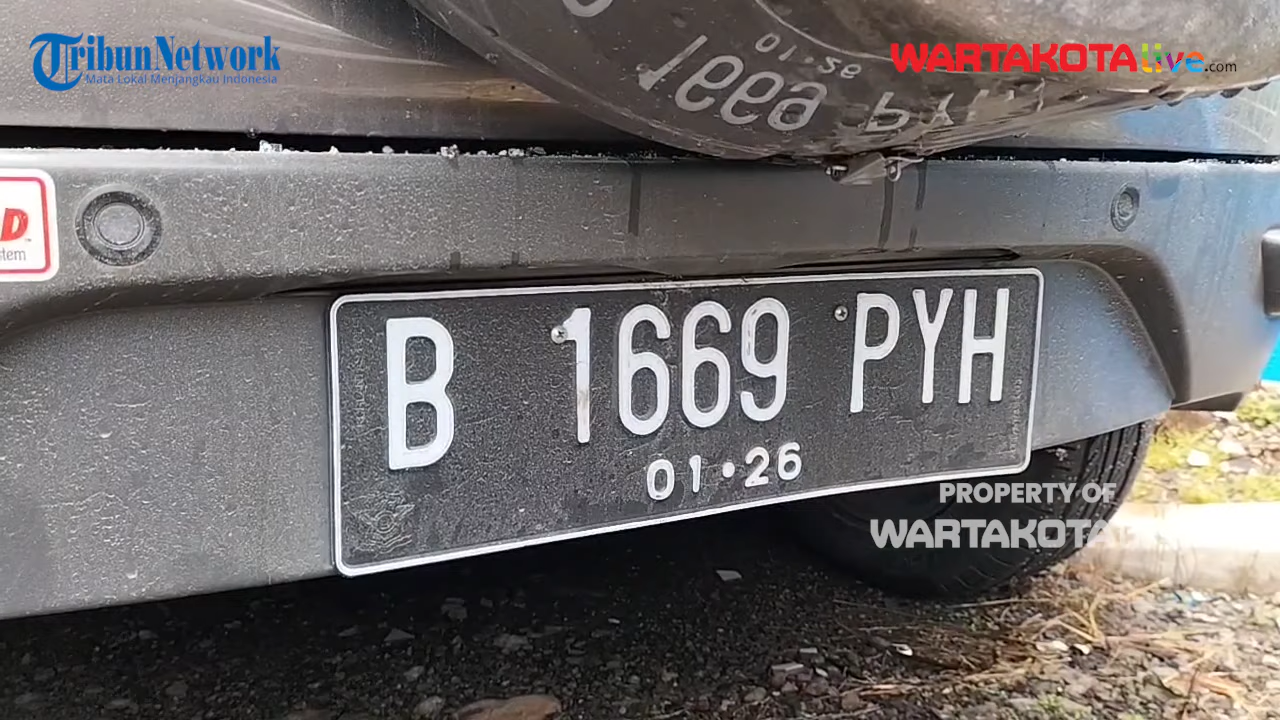 TribunNetwork
Mata Lokal Menjangkau Indonesia
WARTAKOTAlive.com
B 1669 PYH
01•26
PROPERTY OF
WARTAKOTA